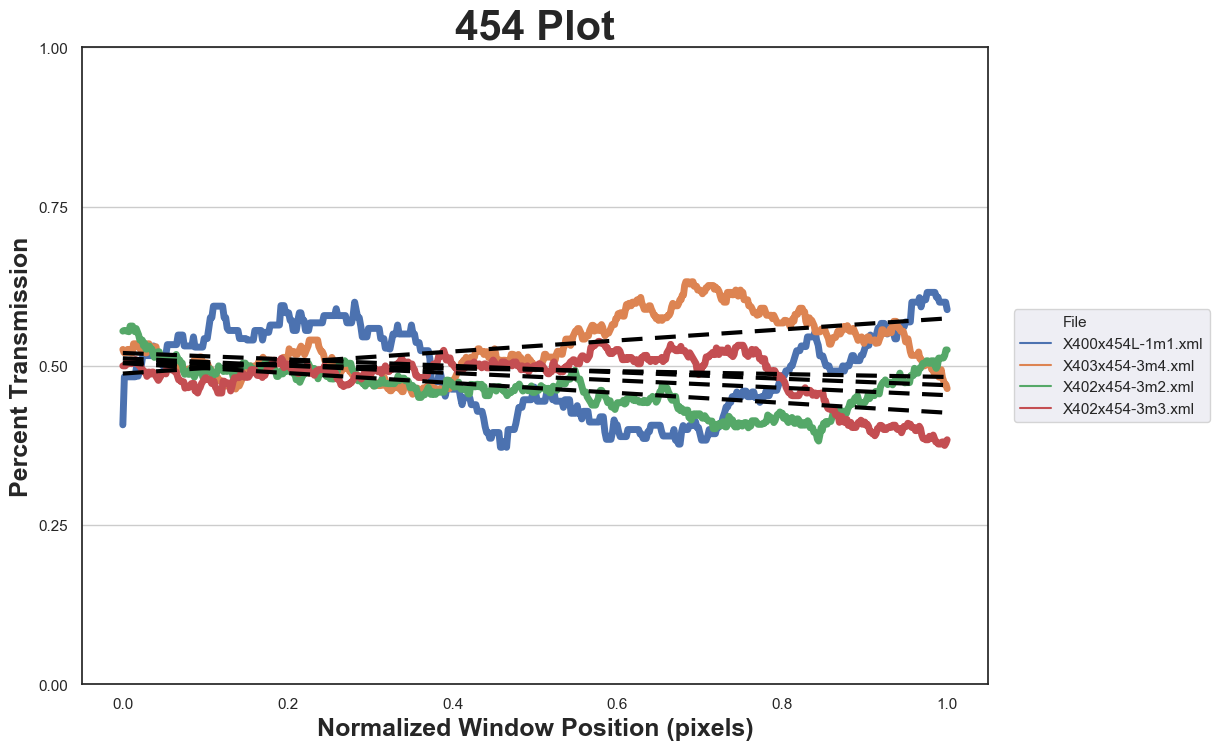 454 Plot
Percent Transmission
1.00
0.75
0.50
0.25
0.00
0.0 0.2 0.4 0.6 0.8 1.0
Normalized Window Position (pixels)
File
X400x454L-1m1.xml
X403x454-3m4.xml
X402x454-3m2.xml
X402x454-3m3.xml